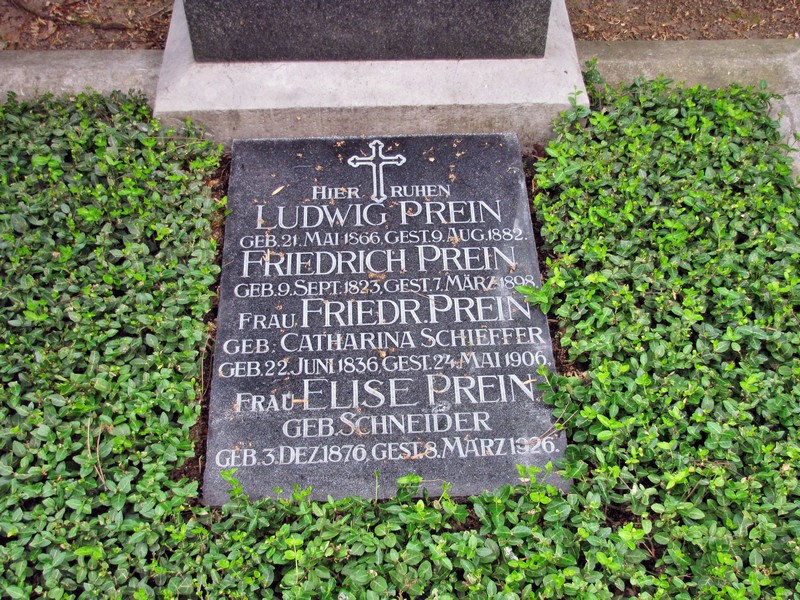 HIER RUHEN
LUDWIG PREIN
GEB. 21. MAI 1866, GEST. 9. AUG. 1882.
FRIEDRICH PREIN
GEB. 9. SEPT. 1823, GEST. 7. MÄRZ 1898.
FRAU FRIEDR. PREIN
GEB. CATHARINA SCHIEFFER
GEB. 22. JUNI 1836, GEST. 24. MAI 1906.
FRAU ELISE PREIN
GEB. SCHNEIDER
GEB. 3. DEZ. 1876, GEST. 8. MÄRZ 1926.